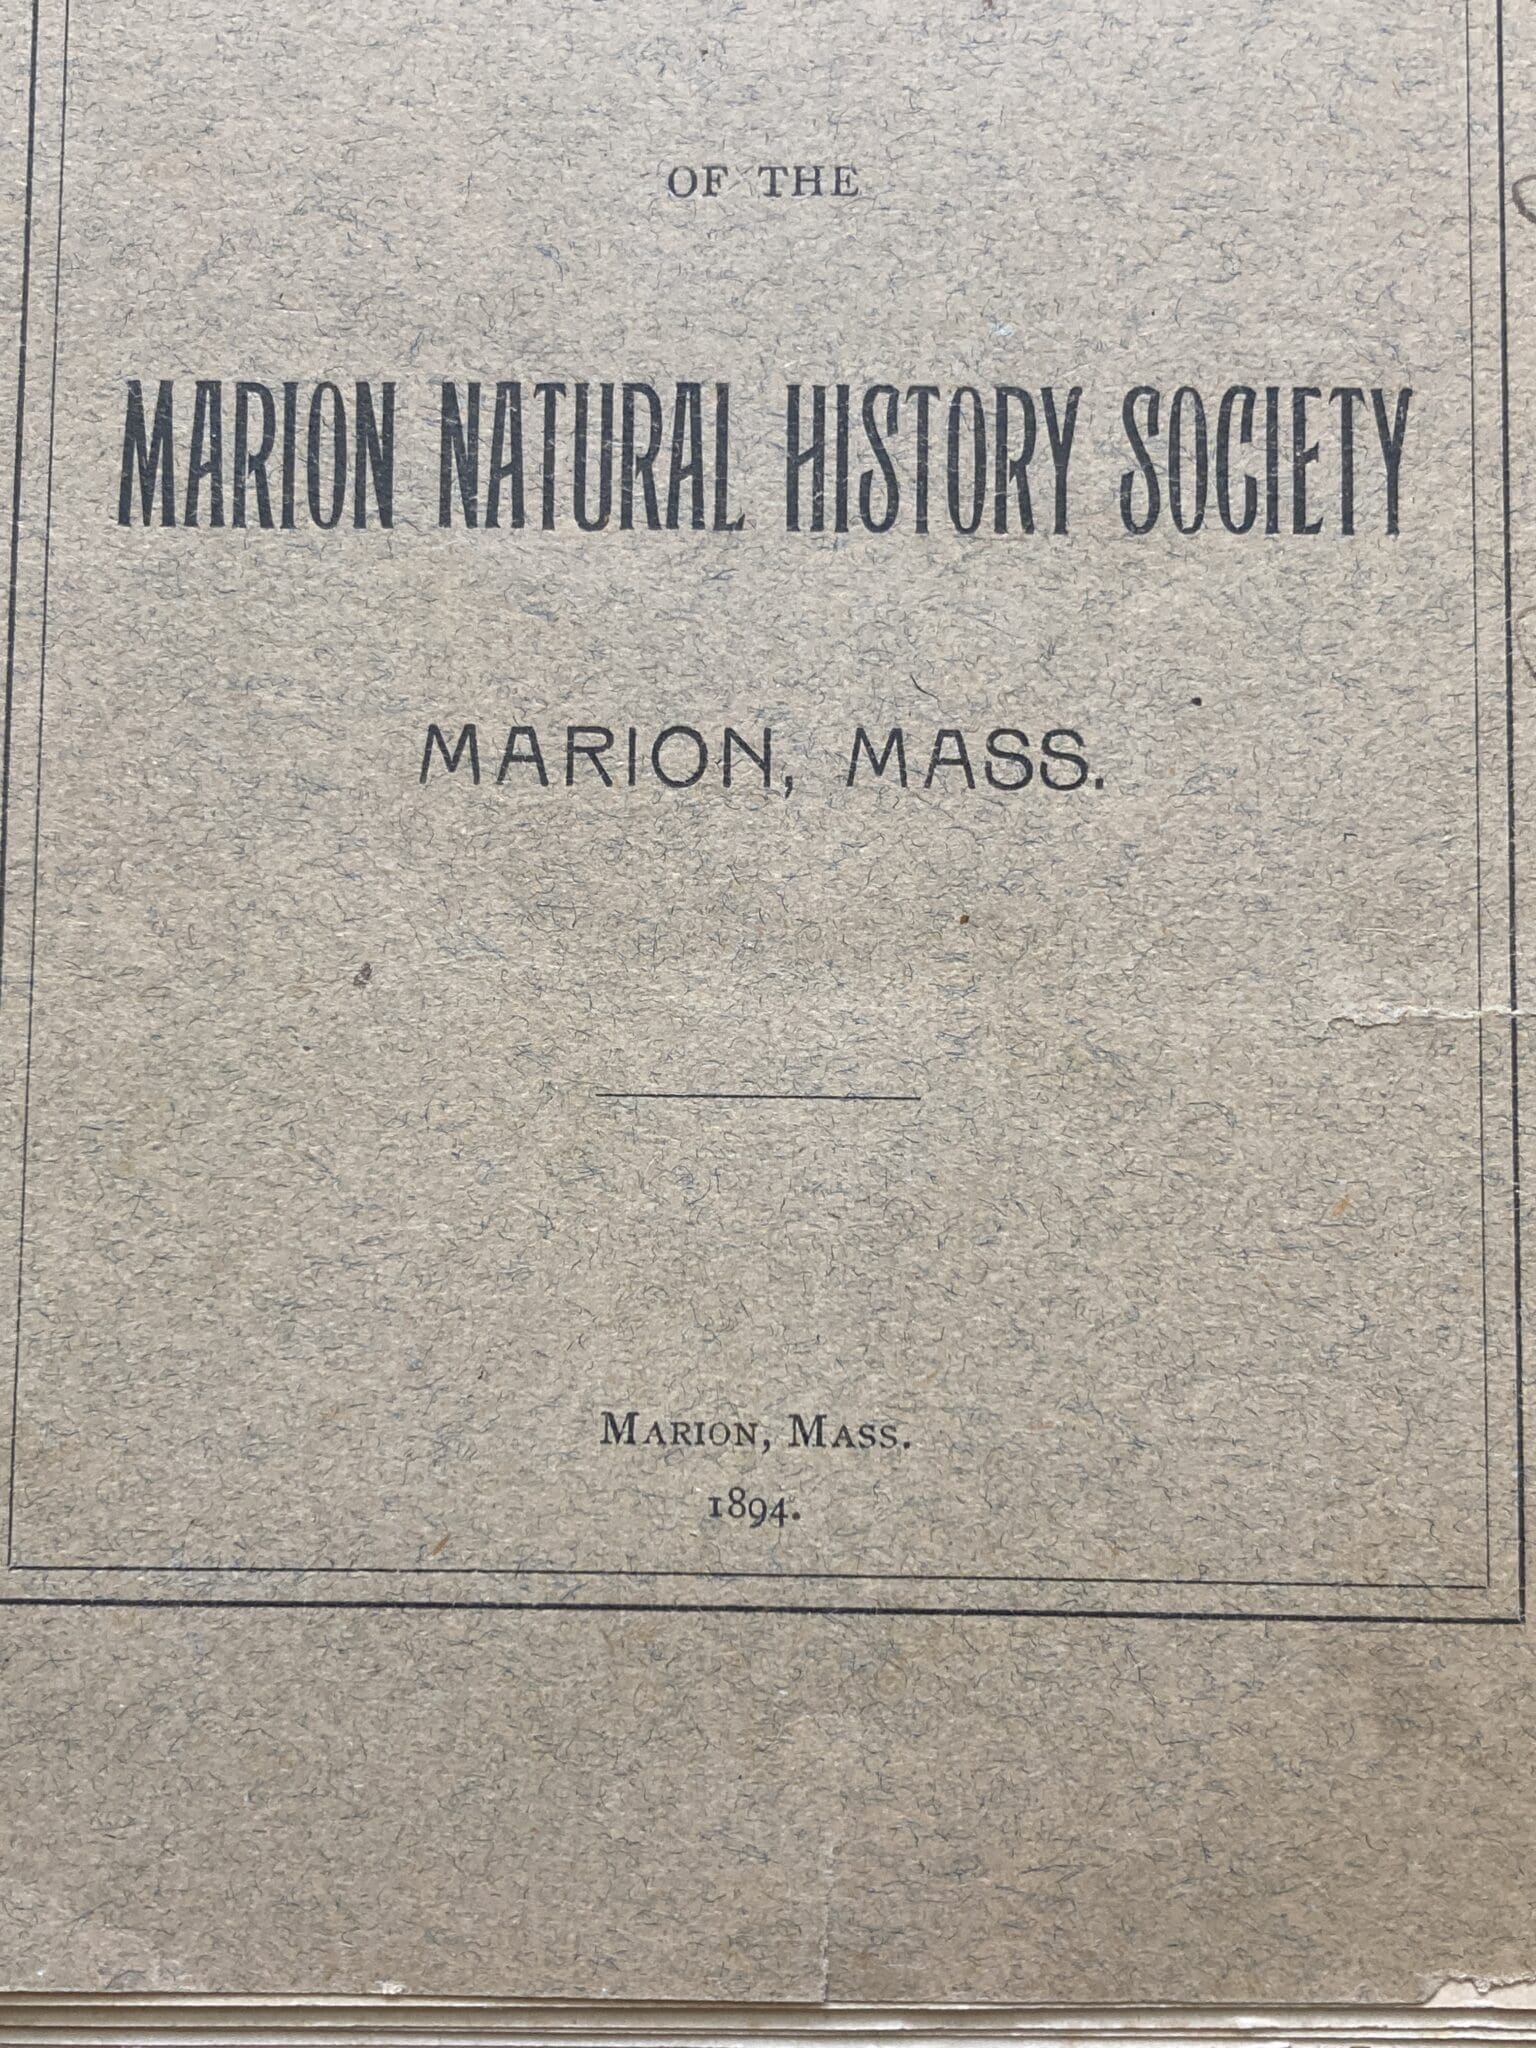 OF THE
MARION NATURAL HISTORY SOCIETY
MARION, MASS.
MARION, MASS.
1894.